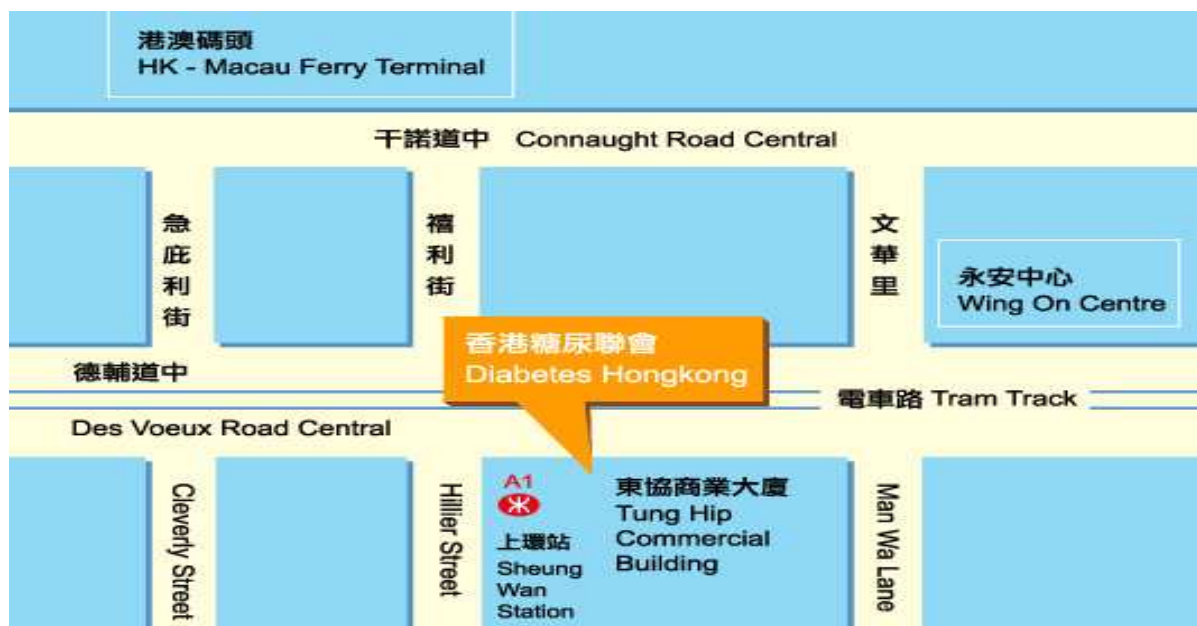 港澳碼頭
HK - Macau Ferry Terminal
干諾道中 Connaught Road Central
急庇利街
禧利街
文華里
永安中心
Wing On Centre
香港糖尿聯會
Diabetes Hongkong
德輔道中
電車路 Tram Track
Des Voeux Road Central
Cleverly Street
Hillier Street
A1
上環站
Sheung
Wan
Station
東協商業大廈
Tung Hip
Commercial
Building
Man Wa Lane